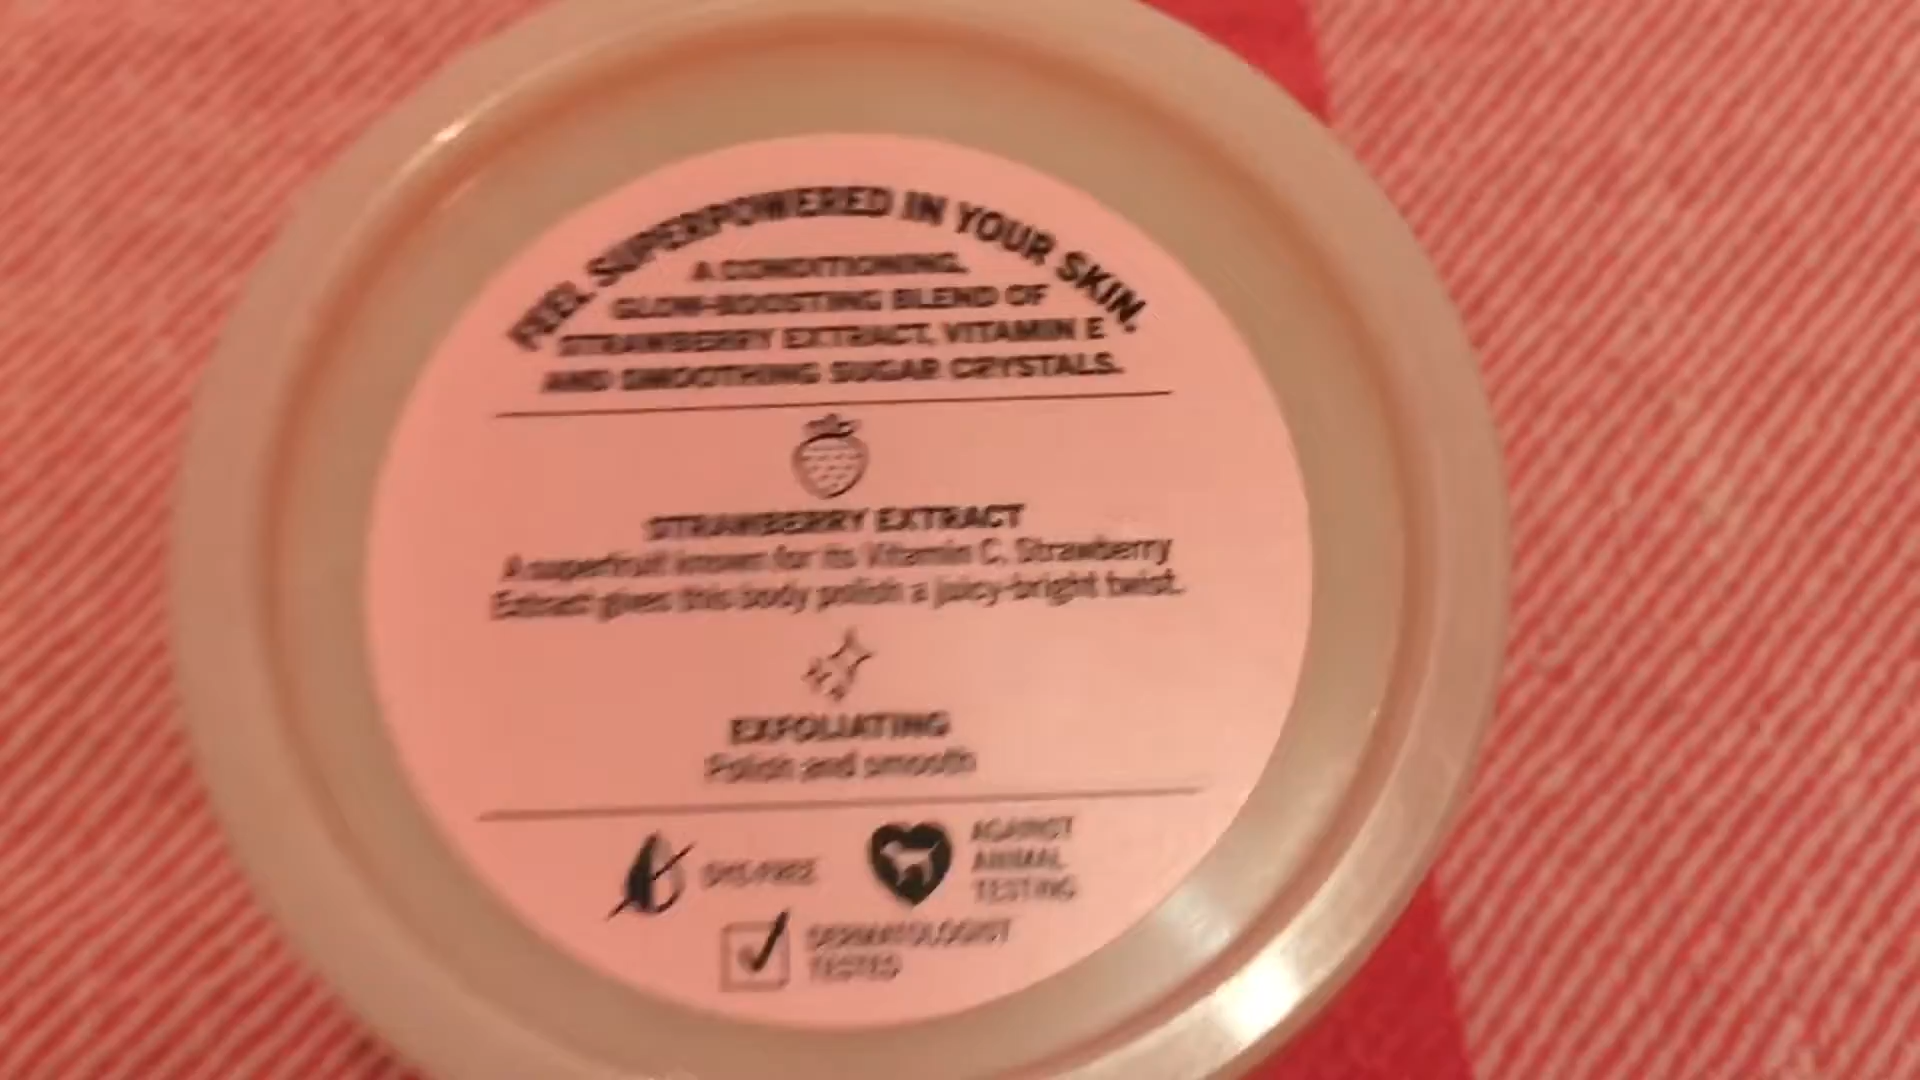 FEEL SUPERPOWERED IN YOUR SKIN.
A CONDITIONING,
GLOW-BOOSTING BLEND OF
STRAWBERRY EXTRACT, VITAMIN E
AND SMOOTHING SUGAR CRYSTALS.
STRAWBERRY EXTRACT
A superfruit known for its Vitamin C, Strawberry
Extract gives this body polish a juicy-bright twist.
EXFOLIATING
Polish and smooth
DYE-FREE
AGAINST
ANIMAL
TESTING
DERMATOLOGIST
TESTED